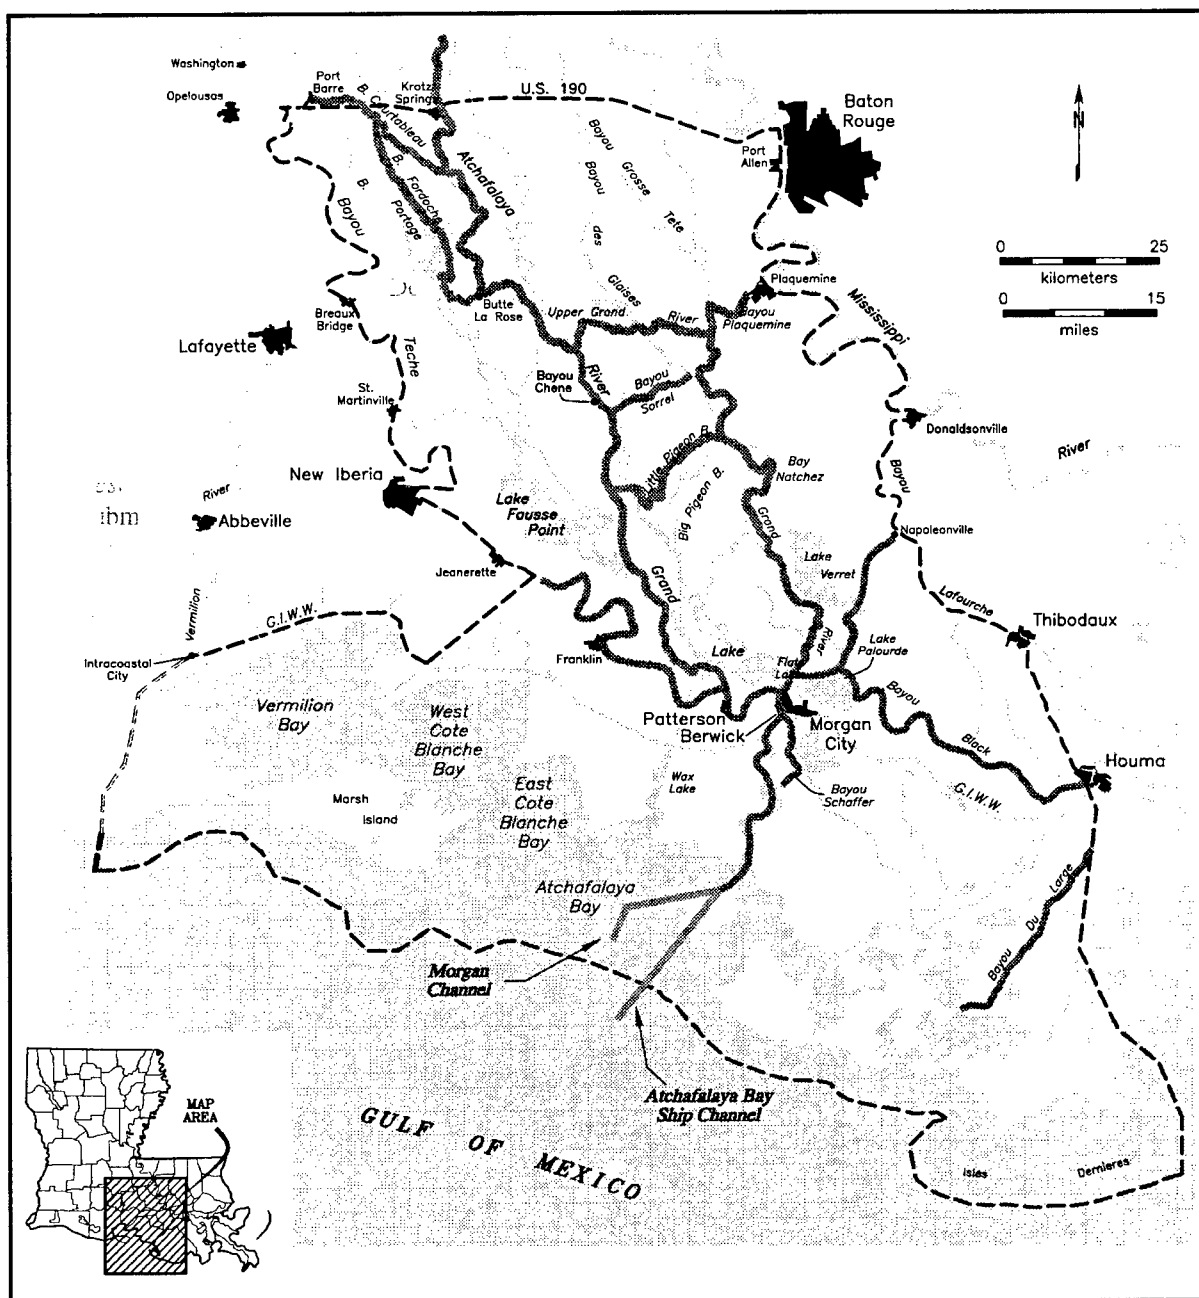 Washington
Opelousas
Port
Barre
B. Courtableau
Krotz
Springs
U.S. 190
Baton
Rouge
Port
Allen
N
Atchafalaya
B. Fordoche
B. Portage
Bayou
Teche
Bayou Grosse Tete
Bayou des Glaises
0 25
kilometers
0 15
miles
Plaquemine
Bayou
Plaquemine
Mississippi
River
Butte
La Rose
Upper Grand River
Breaux
Bridge
Lafayette
Bayou
Chene
River
Bayou
Sorrel
St.
Martinville
Donaldsonville
Little Pigeon B.
Big Pigeon B.
Bay
Natchez
New Iberia
River
Abbeville
ibm
Lake
Fausse
Point
Bayou
Napoleonville
Grand
River
Lake
Verret
Jeanerette
Grand
Lake
Lafourche
Thibodaux
Vermilion
G.I.W.W.
Intracoastal
City
Franklin
Lake
Palourde
Flat
Vermilion
Bay
West
Cote
Blanche
Bay
Patterson
Berwick
Morgan
City
Bayou
Black
Houma
G.I.W.W.
Wax
Lake
Bayou
Schaffer
Marsh
Island
East
Cote
Blanche
Bay
Atchafalaya
Bay
Bayou Du Large
Morgan
Channel
Atchafalaya Bay
Ship Channel
MAP
AREA
GULF OF MEXICO
Isles Dernieres